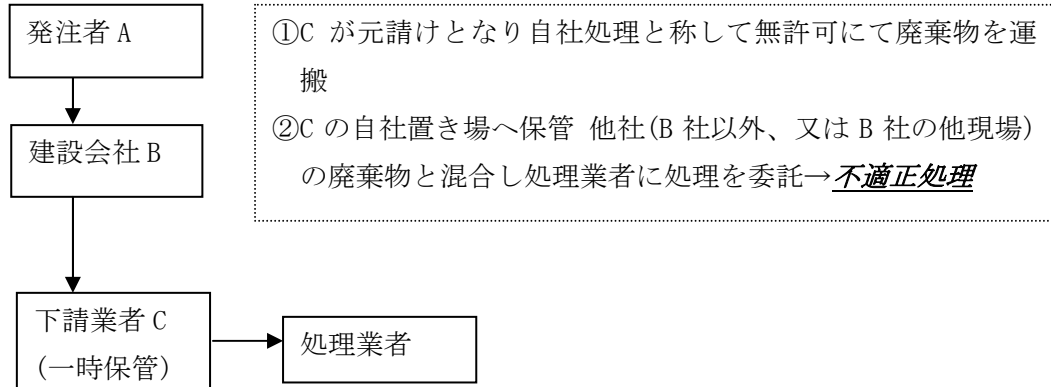 発注者 A
①C が元請けとなり自社処理と称して無許可にて廃棄物を運
搬
②C の自社置き場へ保管 他社(B 社以外、又は B 社の他現場)
の廃棄物と混合し処理業者に処理を委託→不適正処理
建設会社 B
下請業者 C
(一時保管)
処理業者